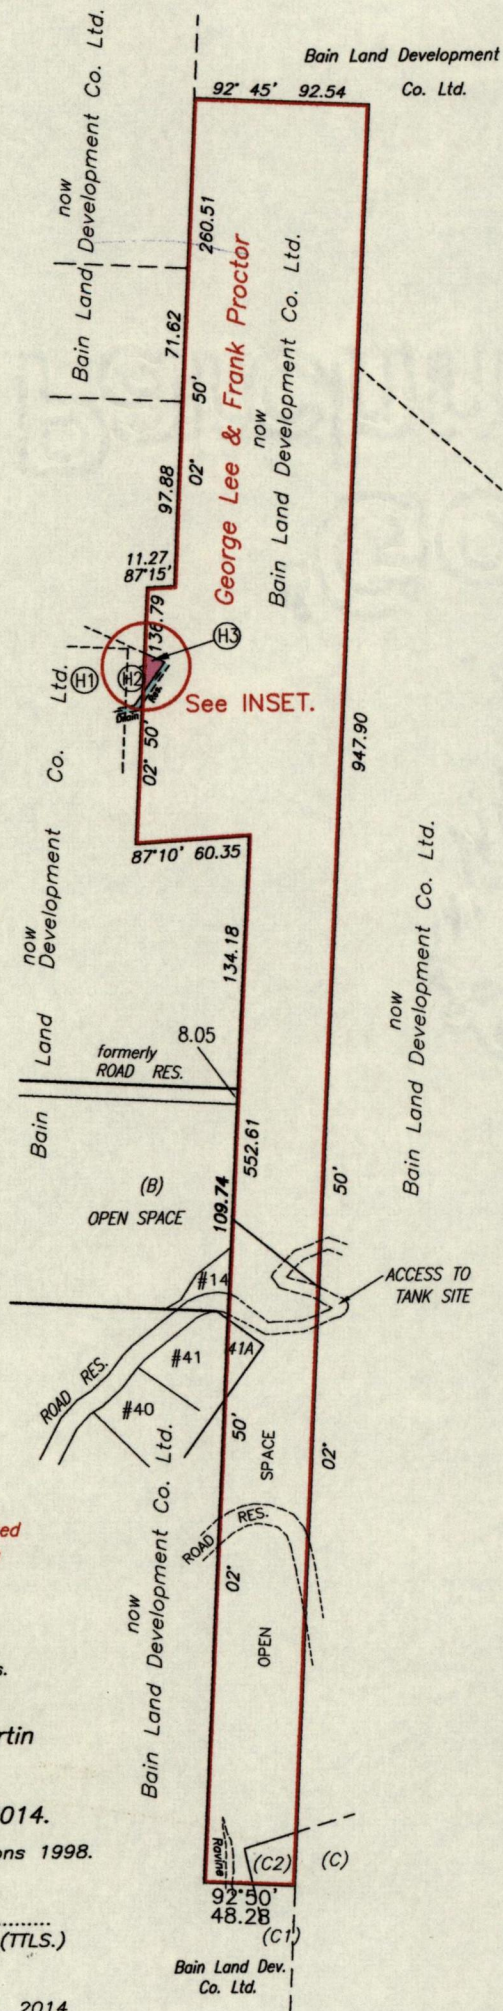 Bain Land Development
Co. Ltd.
92° 45' 92.54
now
Bain Land Development Co. Ltd.
260.51
71.62
50'
02°
97.88
George Lee & Frank Proctor
now
Bain Land Development Co. Ltd.
11.27
87°15'
136.79
H3
H1
H2
Drain
See INSET.
02° 50'
947.90
87°10' 60.35
now
Bain Land Development Co. Ltd.
134.18
8.05
formerly
ROAD RES.
now
Bain Land Development Co. Ltd.
552.61
(B)
OPEN SPACE
109.74
50'
#14
ACCESS TO
TANK SITE
41A
#41
#40
ROAD RES.
50'
02°
SPACE
OPEN
02°
ROAD RES.
now
Bain Land Development Co. Ltd.
ed
s.
rtin
014.
ons 1998.
(TTLS.)
2014
Ravine
(C2)
(C)
92°50'
48.28
(C1)
Bain Land Dev.
Co. Ltd.